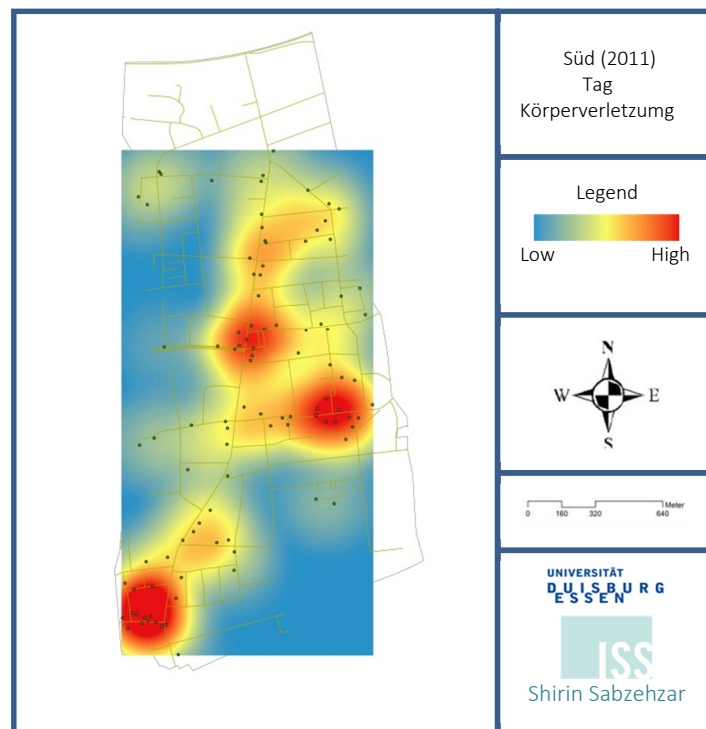 Süd (2011)
Tag
Körperverletzumg
Legend
Low High
N
W E
S
Meter
0 160 320 640
UNIVERSITÄT
DUISBURG
ESSEN
ISS
Shirin Sabzehzar